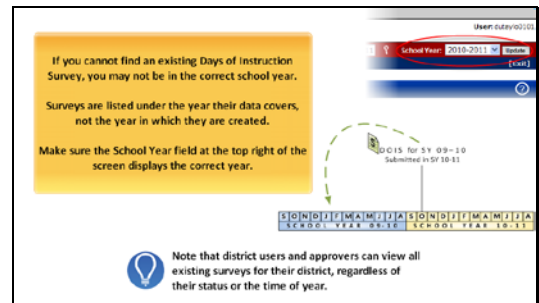 User: duteylo0101
School Year: 2010-2011 Update
[Exit]
If you cannot find an existing Days of Instruction
Survey, you may not be in the correct school year.
Surveys are listed under the year their data covers,
not the year in which they are created.
Make sure the School Year field at the top right of the
screen displays the correct year.
DOIS for SY 09-10
Submitted in SY 10-11
S O N D J F M A M J J A S O N D J F M A M J J A
SCHOOL YEAR 09-10 SCHOOL YEAR 10-11
Note that district users and approvers can view all
existing surveys for their district, regardless of
their status or the time of year.